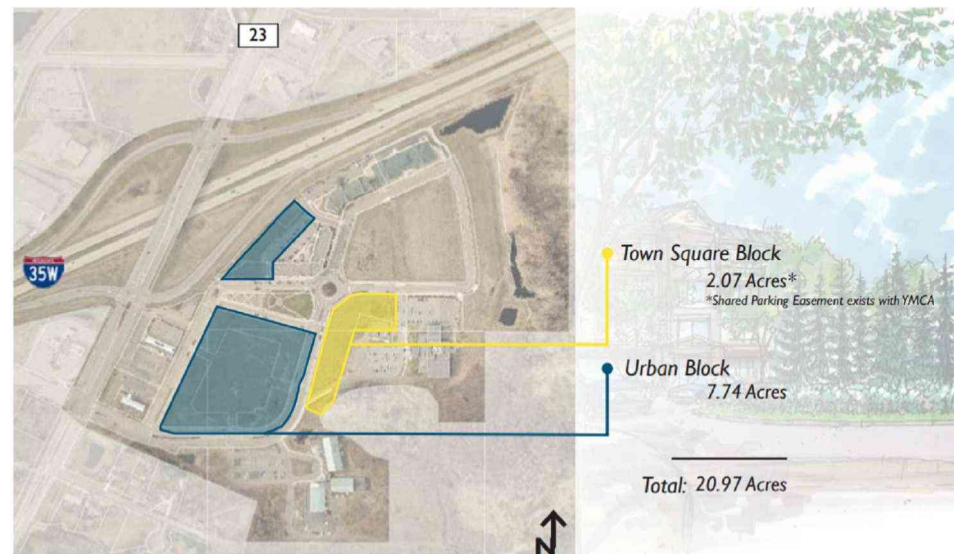 23
35W
Town Square Block
2.07 Acres*
*Shared Parking Easement exists with YMCA
Urban Block
7.74 Acres
Total: 20.97 Acres
N